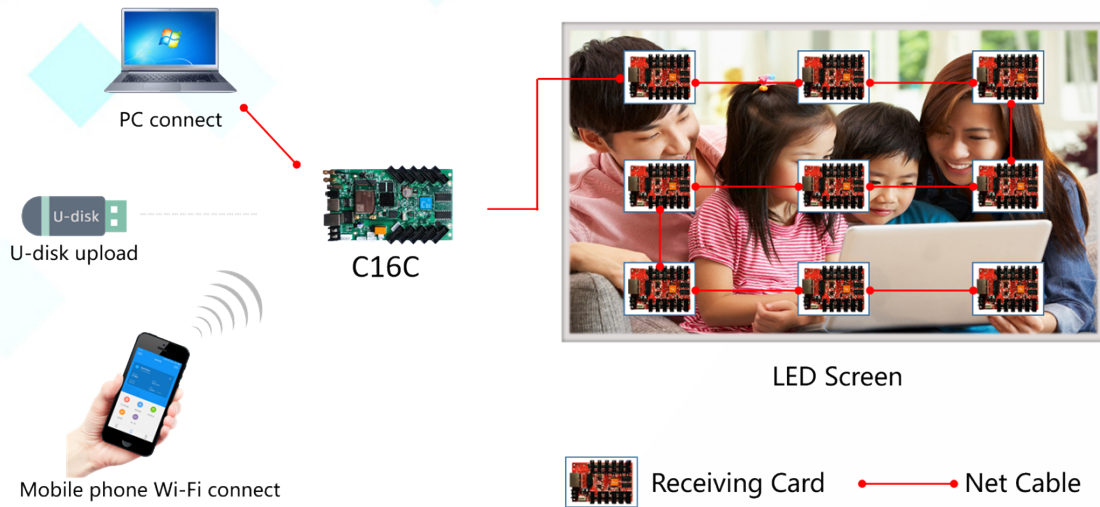 PC connect
U-disk
U-disk upload
C16C
Mobile phone Wi-Fi connect
LED Screen
Receiving Card
Net Cable